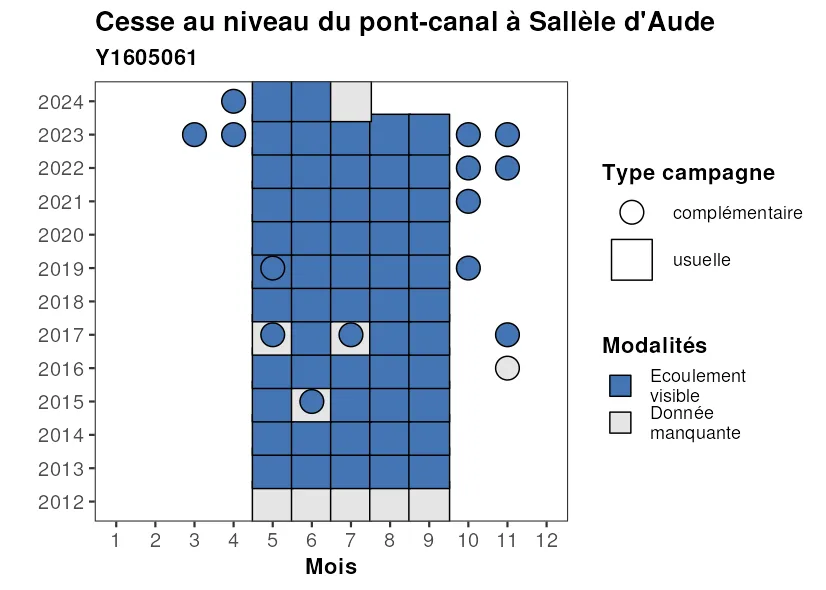 Cesse au niveau du pont-canal à Sallèle d'Aude
Y1605061
2024
2023
2022
2021
2020
2019
2018
2017
2016
2015
2014
2013
2012
1 2 3 4 5 6 7 8 9 10 11 12
Mois
Type campagne
complémentaire
usuelle
Modalités
Ecoulement
visible
Donnée
manquante